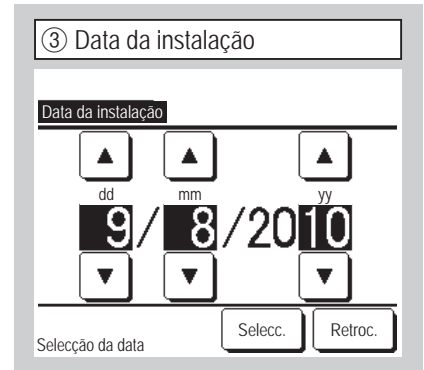 ③ Data da instalação
Data da instalação
▲ ▲ ▲
dd mm yy
9/ 8/2010
▼ ▼ ▼
Selecc. Retroc.
Selecção da data